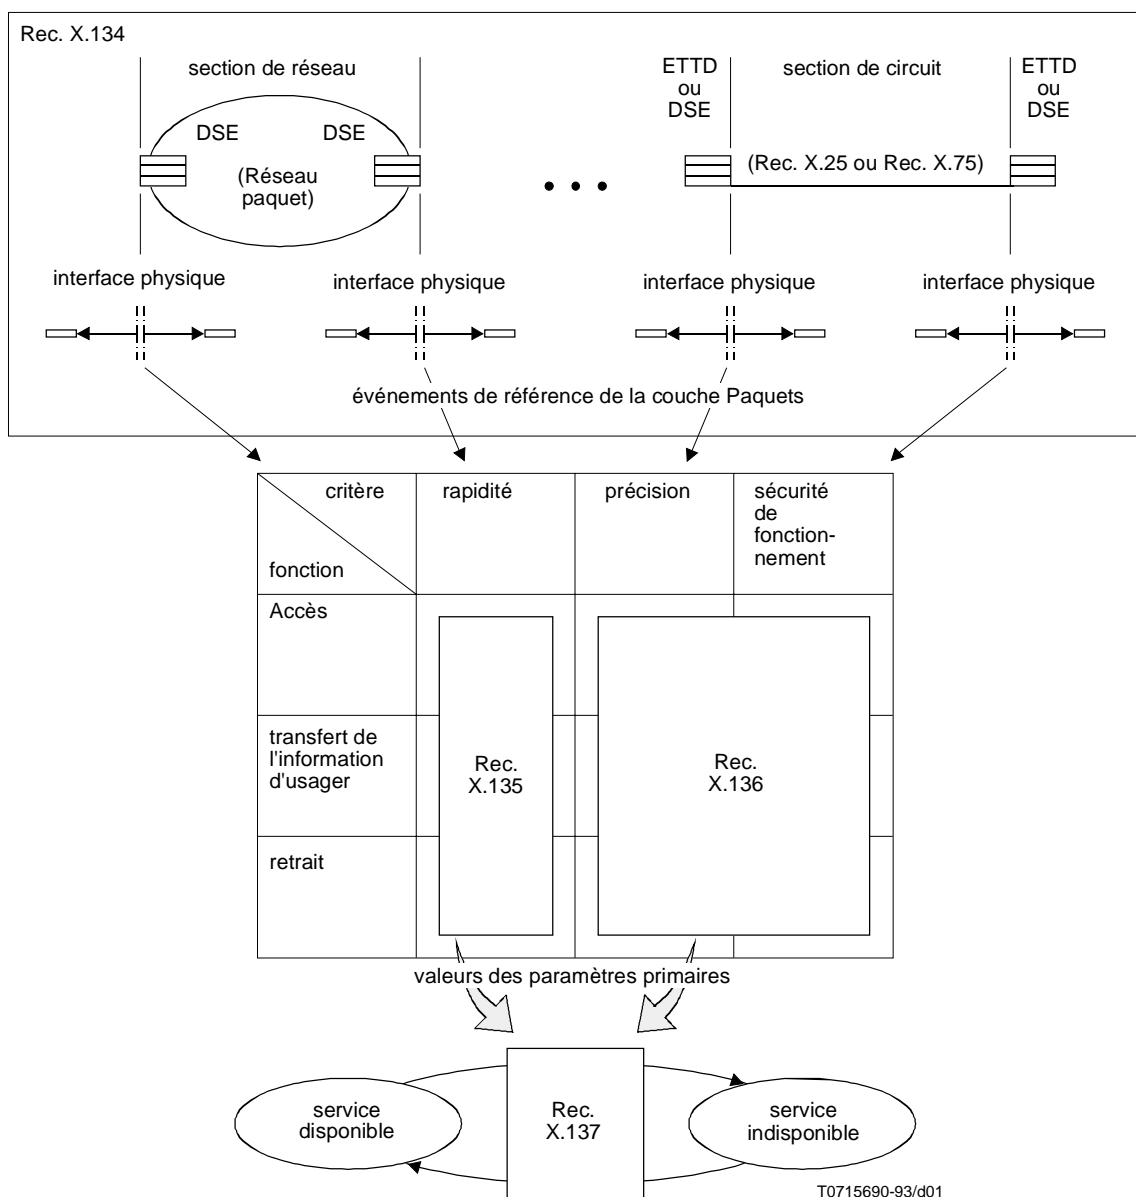 Rec. X.134
section de réseau
ETTD
ou
DSE
section de circuit
ETTD
ou
DSE
DSE
DSE
(Réseau
paquet)
(Rec. X.25 ou Rec. X.75)
interface physique
interface physique
interface physique
interface physique
événements de référence de la couche Paquets
critère
fonction
rapidité
précision
sécurité
de
fonction-
nement
Accès
transfert de
l'information
d'usager
retrait
Rec.
X.135
Rec.
X.136
valeurs des paramètres primaires
service
disponible
Rec.
X.137
service
indisponible
T0715690-93/d01